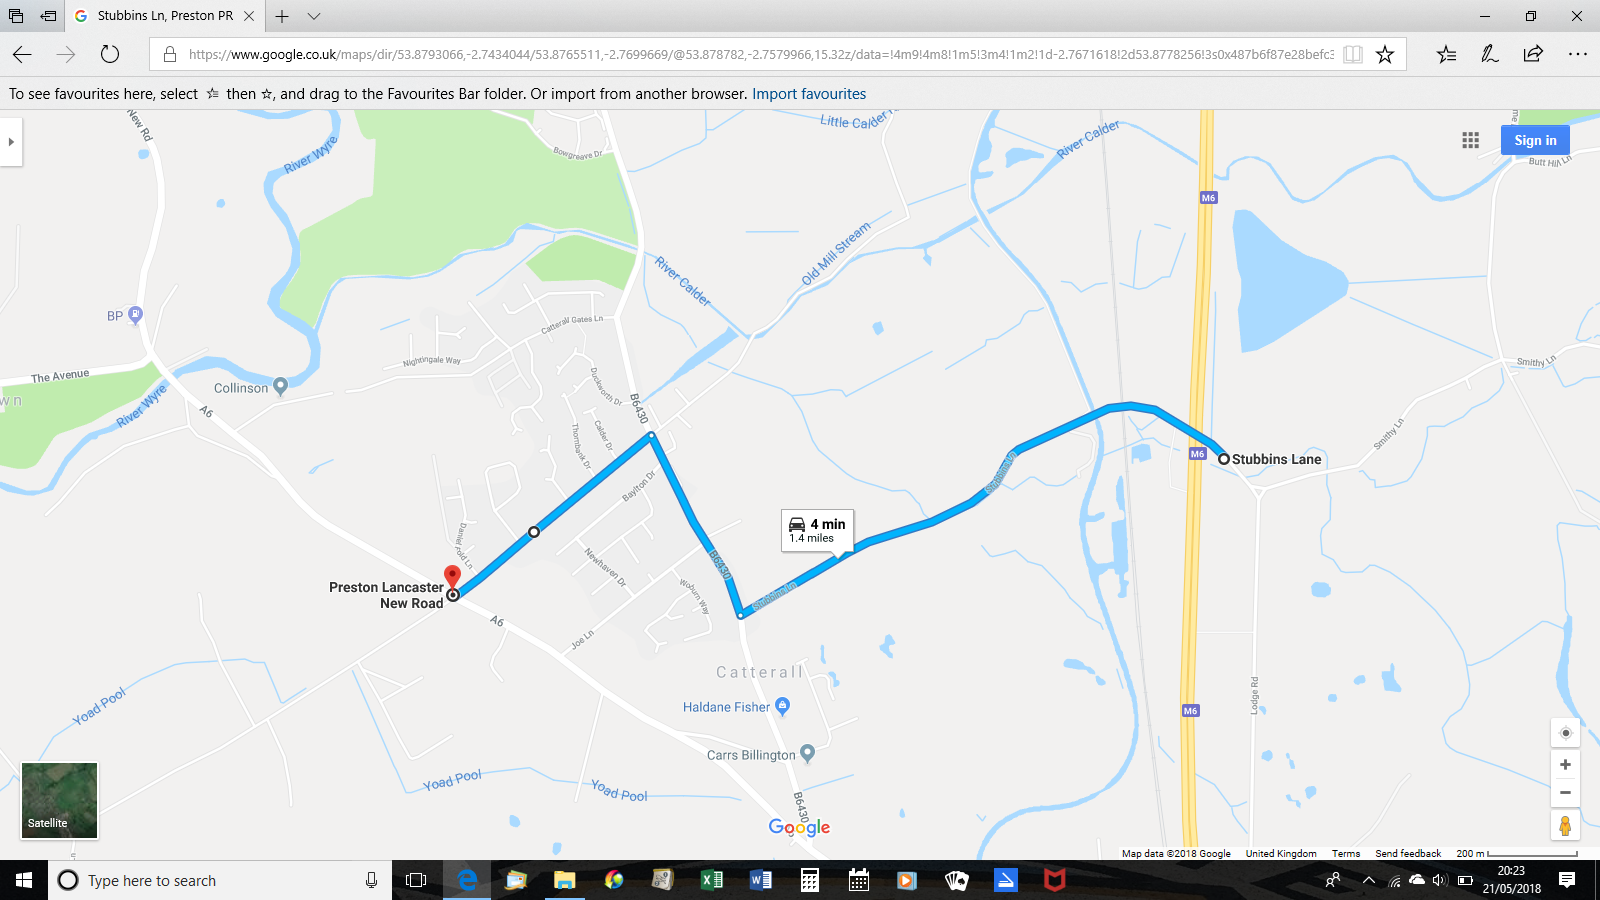 Stubbins Ln, Preston PR
https://www.google.co.uk/maps/dir/53.8793066,-2.7434044/53.8765511,-2.7699669/@53.878782,-2.7579966,15.32z/data=!4m9!4m8!1m5!3m4!1m2!1d-2.7671618!2d53.8778256!3s0x487b6f87e28befc3
To see favourites here, select then , and drag to the Favourites Bar folder. Or import from another browser. Import favourites
New Rd
River Wyre
Bowgreave Dr
Little Calder
River Calder
Sign in
Butt Hill Ln
M6
Old Mill Stream
River Calder
BP
Catterall Gates Ln
Nightingale Way
The Avenue
Collinson
River Wyre
A6
Duckworth Dr
B6430
Calder Dr
Thornbank Dr
Smithy Ln
Smithy Ln
M6
Stubbins Lane
Stubbins Ln
Baylton Dr
4 min
1.4 miles
Daniel Fold Ln
Newhaven Dr
B6430
Woburn Way
Stubbins Ln
Preston Lancaster
New Road
A6
Joe Ln
Catterall
Lodge Rd
Yoad Pool
Haldane Fisher
M6
Carrs Billington
Yoad Pool
Yoad Pool
B6430
Satellite
Google
Map data ©2018 Google United Kingdom Terms Send feedback 200 m
Type here to search
20:23
21/05/2018